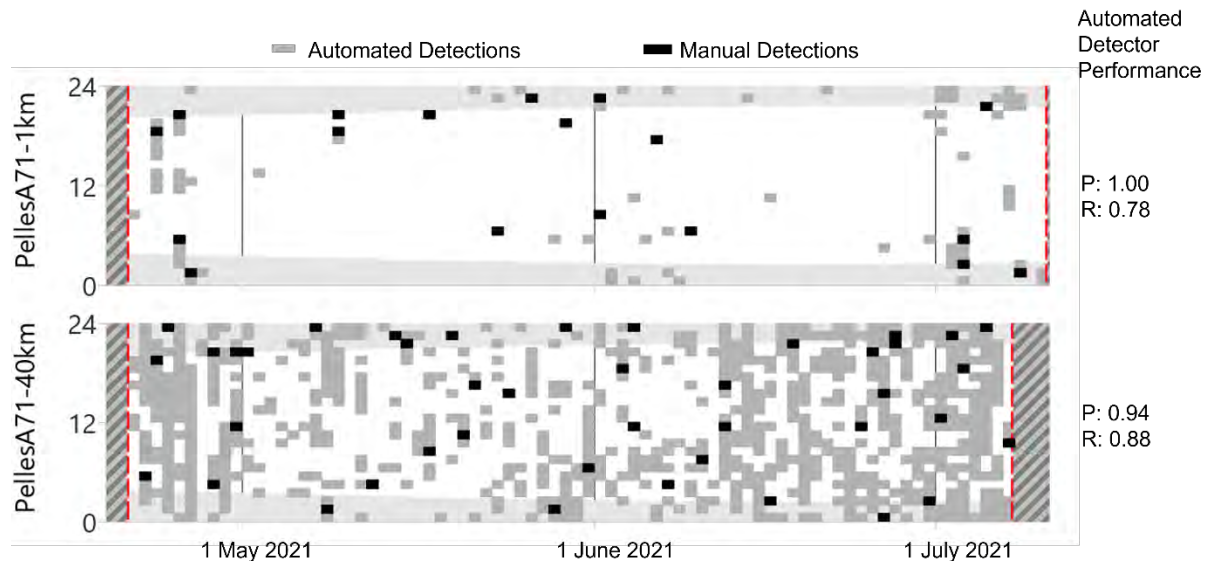 Automated
Detector
Performance
Automated Detections
Manual Detections
24
12
0
PellesA71-1km
P: 1.00
R: 0.78
24
12
0
PellesA71-40km
P: 0.94
R: 0.88
1 May 2021
1 June 2021
1 July 2021